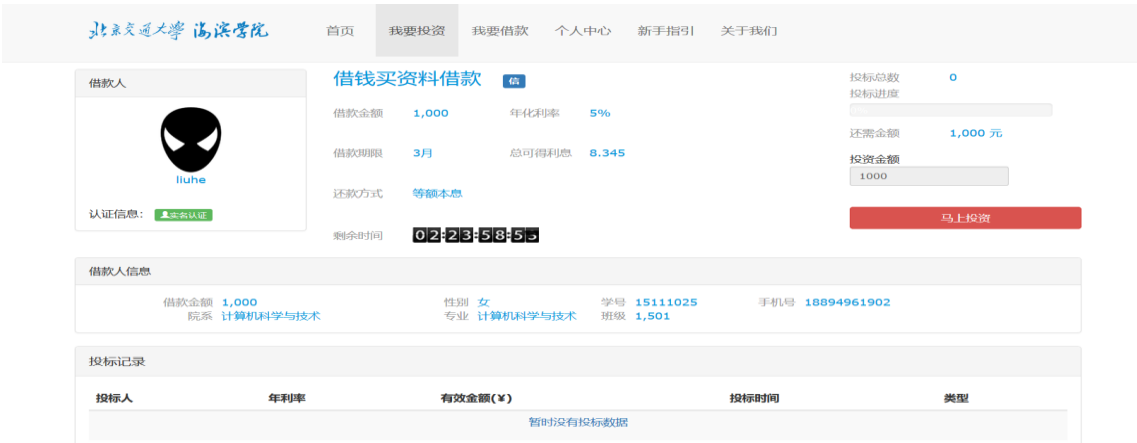 北京交通大学 海滨学院 首页 我要投资 我要借款 个人中心 新手指引 关于我们
借款人
liuhe
认证信息： 实名认证
借钱买资料借款 信
借款金额 1,000 年化利率 5%
借款期限 3月 总可得利息 8.345
还款方式 等额本息
剩余时间 02:23:58:5
投标总数 0
投标进度
还需金额 1,000 元
投资金额
1000
马上投资
借款人信息
借款金额 1,000 性别 女 学号 15111025 手机号 18894961902
院系 计算机科学与技术 专业 计算机科学与技术 班级 1,501
投标记录
投标人 年利率 有效金额(¥) 投标时间 类型
暂时没有投标数据